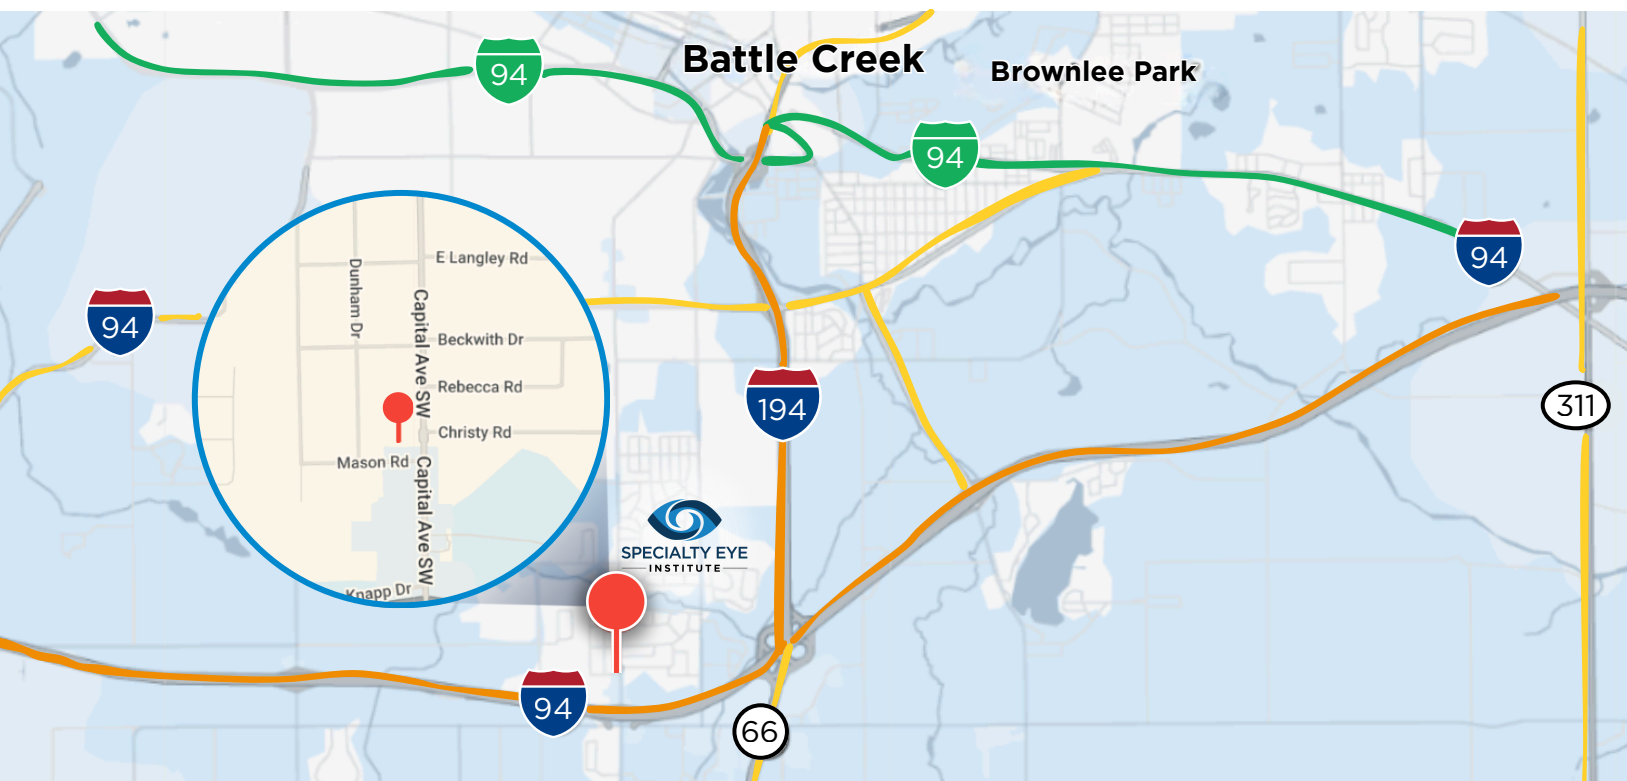 Battle Creek
Brownlee Park
94
94
94
94
E Langley Rd
Dunham Dr
Capital Ave SW
Beckwith Dr
Rebecca Rd
Christy Rd
Mason Rd
Capital Ave SW
Knapp Dr
194
311
SPECIALTY EYE
INSTITUTE
94
66